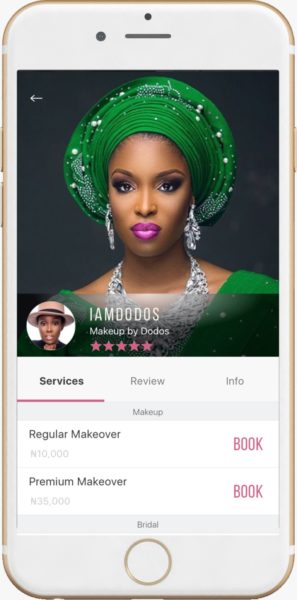 IAMDODOS
Makeup by Dodos
Services Review Info
Makeup
Regular Makeover
₦10,000
BOOK
Premium Makeover
₦35,000
BOOK
Bridal